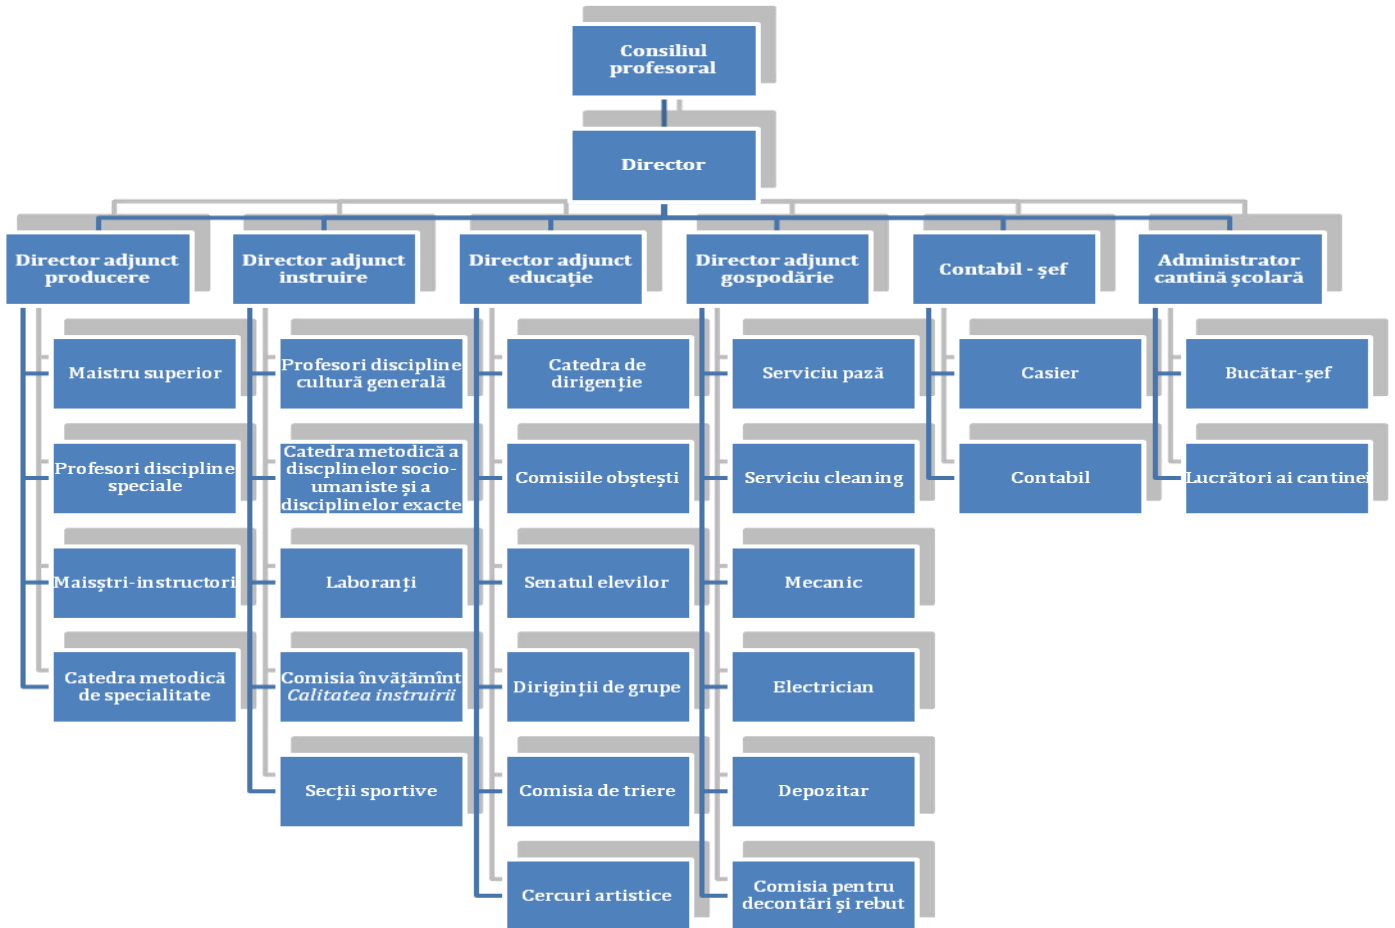 Consiliul
profesoral
Director
Director adjunct
producere
Director adjunct
instruire
Director adjunct
educație
Director adjunct
gospodărie
Contabil - șef
Administrator
cantină școlară
Maistru superior
Profesori discipline
speciale
Maisștri-instructori
Catedra metodică
de specialitate
Profesori discipline
cultură generală
Catedra metodică a
discplinelor socio-
umaniste și a
disciplinelor exacte
Laboranți
Comisia învățămînt
Calitatea instruirii
Secții sportive
Catedra de
dirigenție
Comisiile obștești
Senatul elevilor
Diriginții de grupe
Comisia de triere
Cercuri artistice
Serviciu pază
Serviciu cleaning
Mecanic
Electrician
Depozitar
Comisia pentru
decontări și rebut
Casier
Contabil
Bucătar-șef
Lucrători ai cantinei